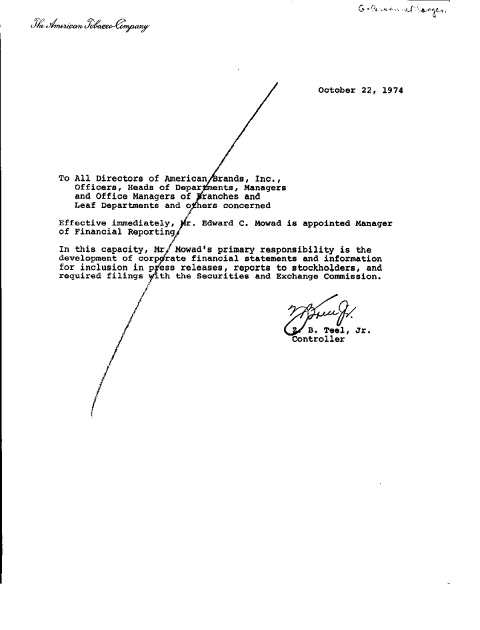 The American Tobacco Company
October 22, 1974
To All Directors of American Brands, Inc.,
Officers, Heads of Departments, Managers
and Office Managers of Branches and
Leaf Departments and others concerned
Effective immediately, Mr. Edward C. Mowad is appointed Manager
of Financial Reporting.
In this capacity, Mr. Mowad's primary responsibility is the
development of corporate financial statements and information
for inclusion in press releases, reports to stockholders, and
required filings with the Securities and Exchange Commission.
B. Teel, Jr.
Controller